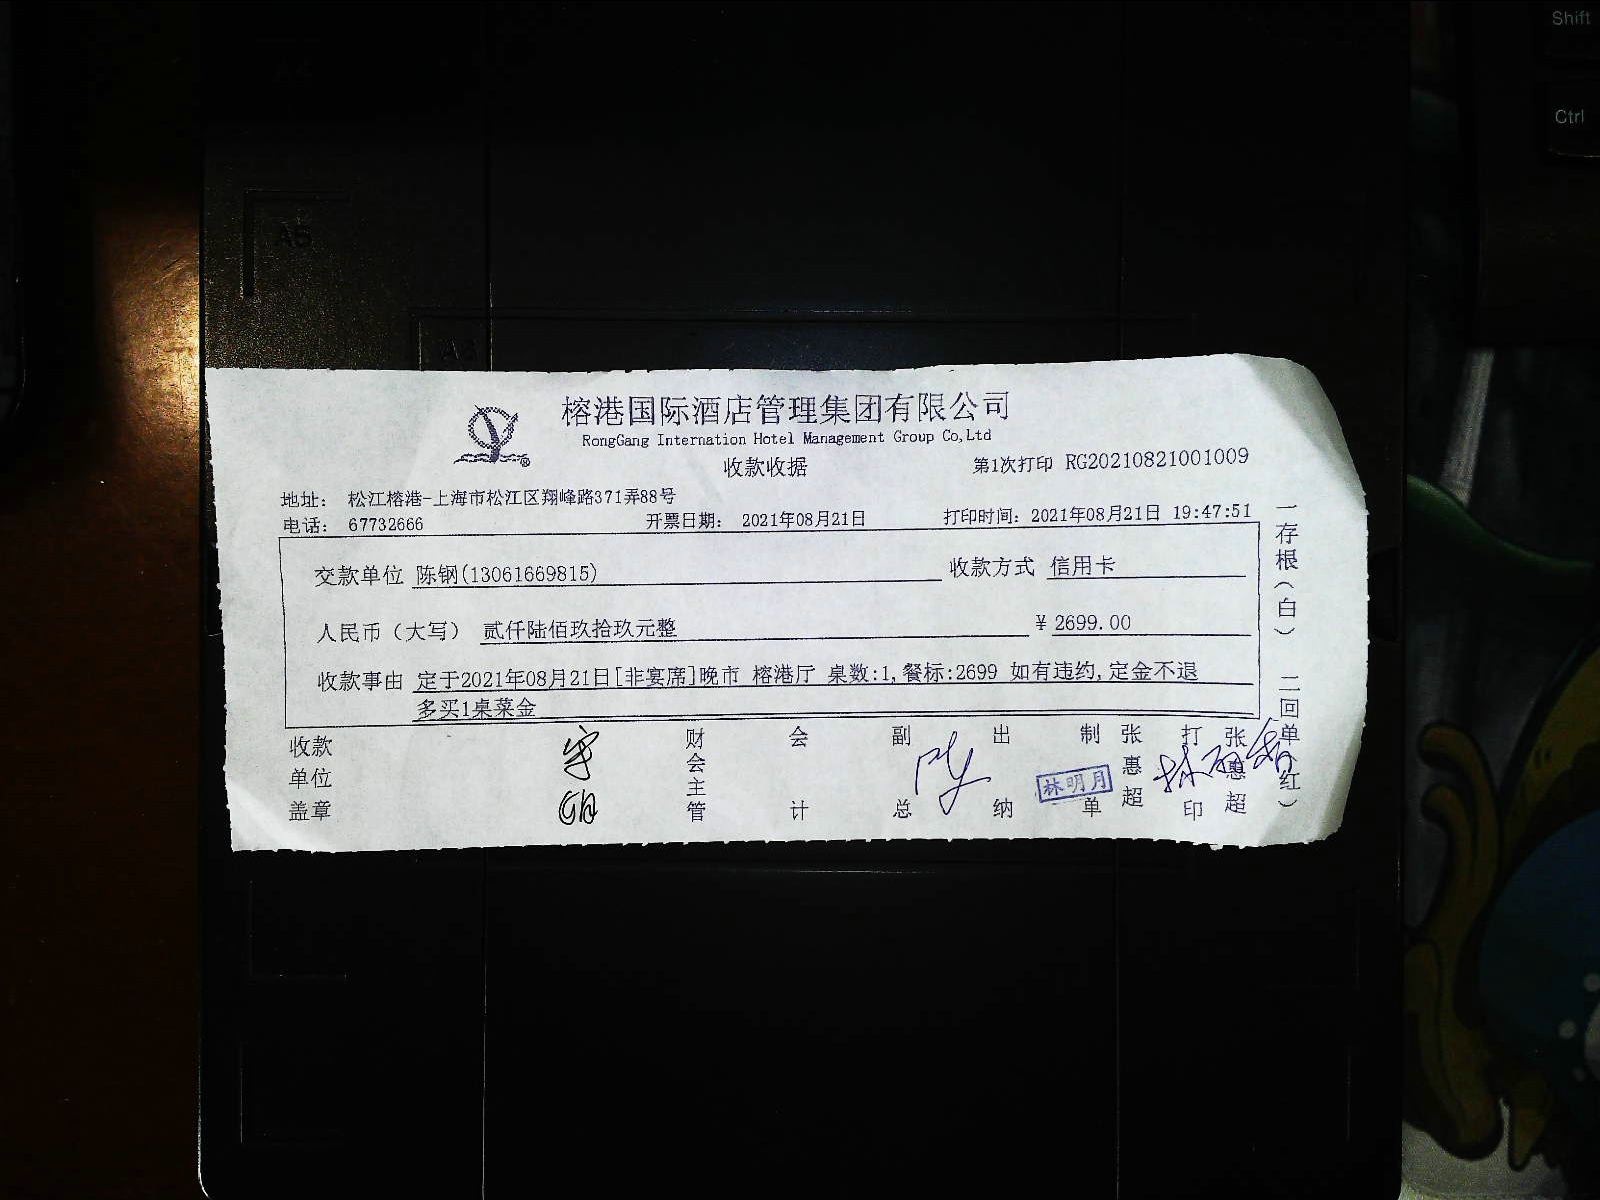 Shift
Ctrl
A5
榕港国际酒店管理集团有限公司
RongGang Internation Hotel Management Group Co,Ltd
收款收据 第1次打印 RG20210821001009
地址： 松江榕港-上海市松江区翔峰路371弄88号
电话： 67732666 开票日期： 2021年08月21日 打印时间：2021年08月21日 19:47:51
交款单位 陈钢(13061669815) 收款方式 信用卡
人民币（大写） 贰仟陆佰玖拾玖元整 ￥2699.00
收款事由 定于2021年08月21日[非宴席]晚市 榕港厅 桌数:1,餐标:2699 如有违约,定金不退
多买1桌菜金
收款单位盖章 财会主管 会计 副总 出纳 林明月 制单 张惠超 打印 张惠超
一存根（白） 二回单（红）